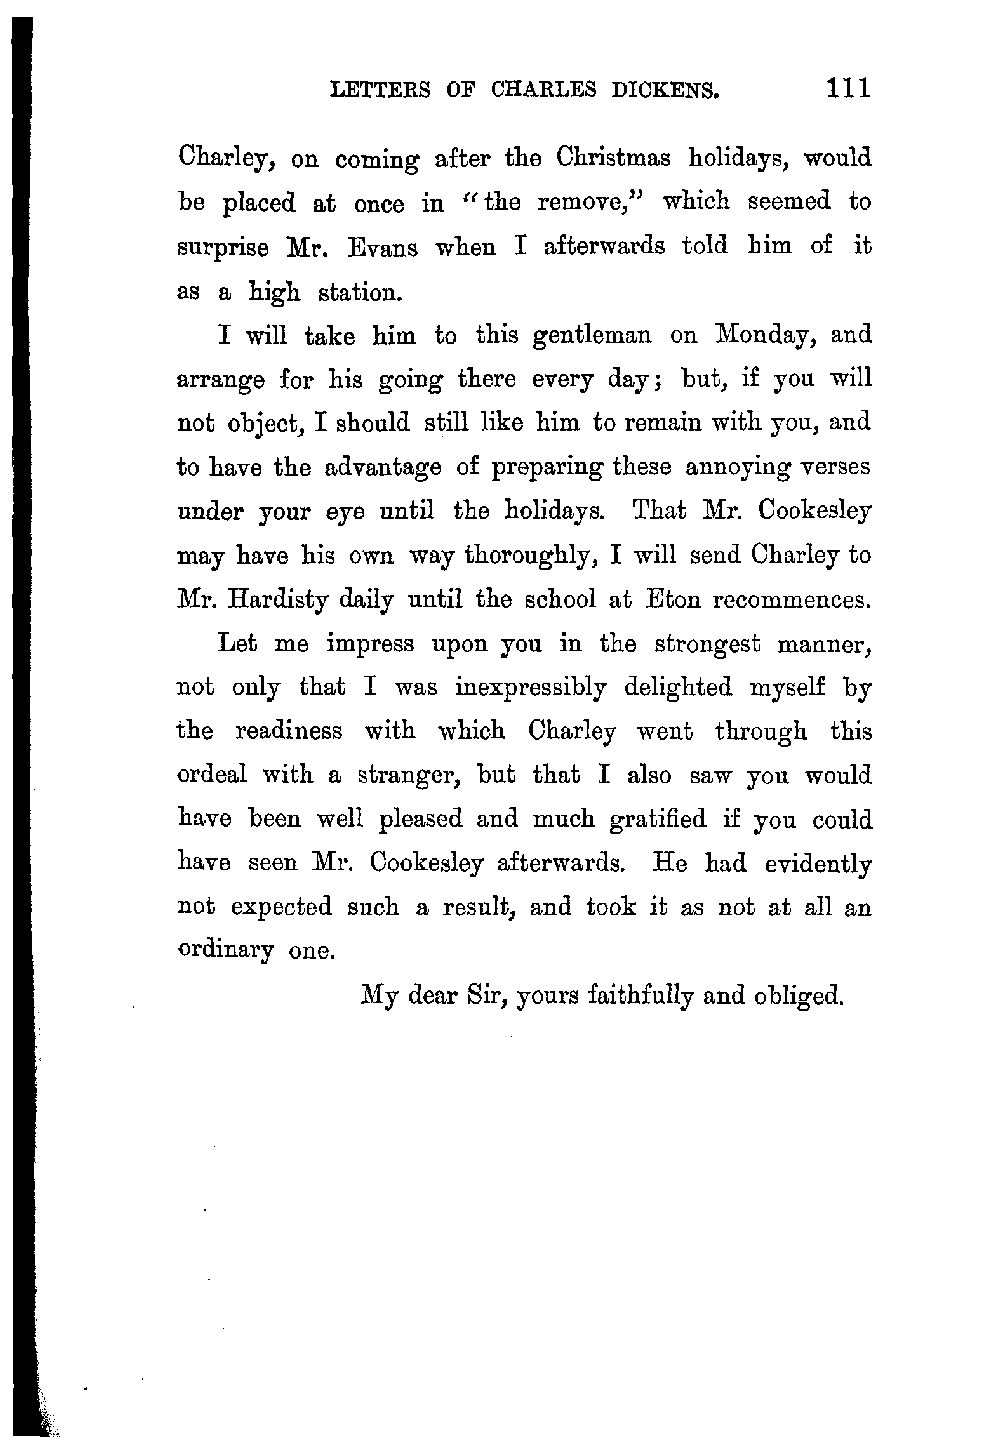 LETTERS OF CHARLES DICKENS. 111
Charley, on coming after the Christmas holidays, would
be placed at once in "the remove," which seemed to
surprise Mr. Evans when I afterwards told him of it
as a high station.
I will take him to this gentleman on Monday, and
arrange for his going there every day; but, if you will
not object, I should still like him to remain with you, and
to have the advantage of preparing these annoying verses
under your eye until the holidays. That Mr. Cookesley
may have his own way thoroughly, I will send Charley to
Mr. Hardisty daily until the school at Eton recommences.
Let me impress upon you in the strongest manner,
not only that I was inexpressibly delighted myself by
the readiness with which Charley went through this
ordeal with a stranger, but that I also saw you would
have been well pleased and much gratified if you could
have seen Mr. Cookesley afterwards. He had evidently
not expected such a result, and took it as not at all an
ordinary one.
My dear Sir, yours faithfully and obliged.